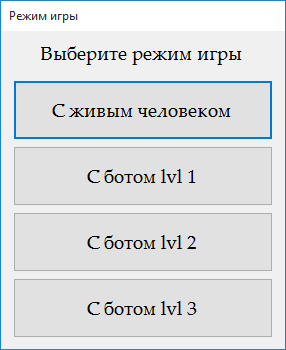 Режим игры
Выберите режим игры
С живым человеком
С ботом lvl 1
С ботом lvl 2
С ботом lvl 3